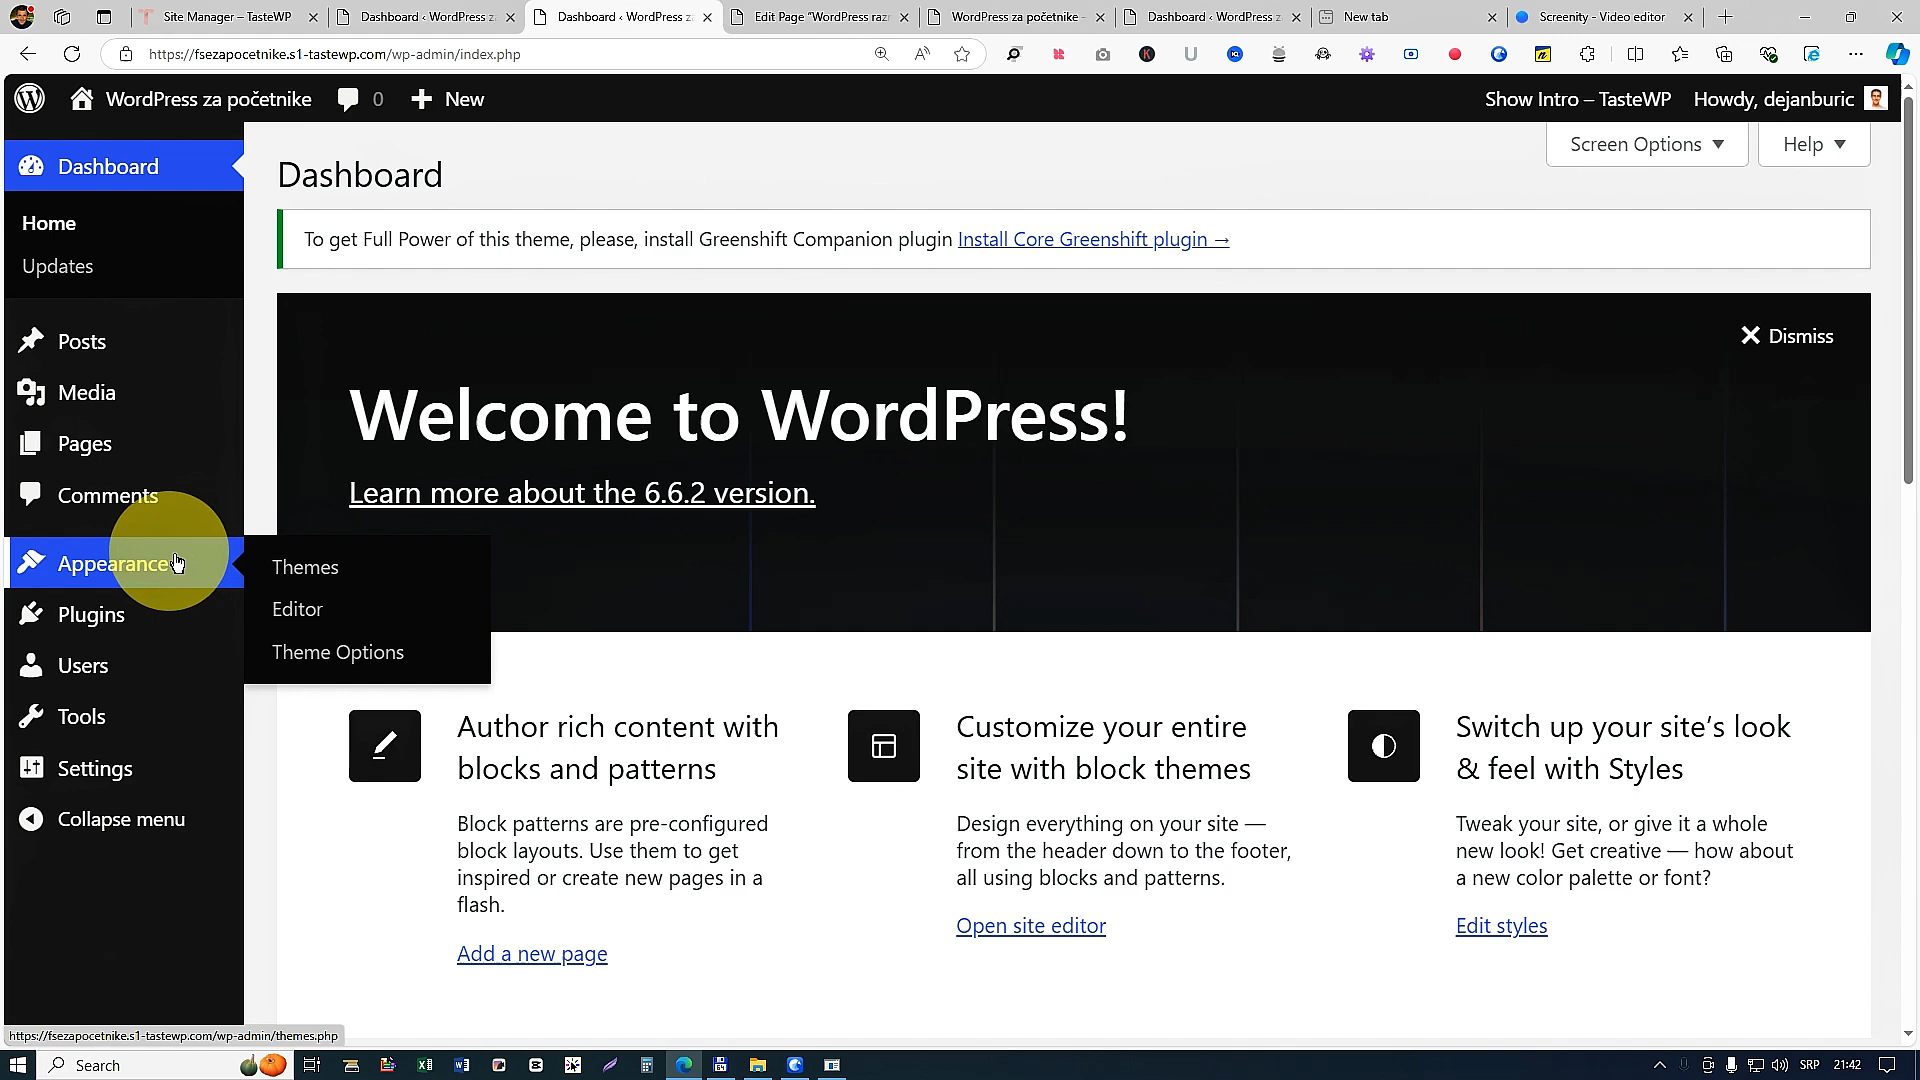 Site Manager – TasteWP
Dashboard ‹ WordPress za
Dashboard ‹ WordPress za
Edit Page "WordPress razn
WordPress za početnike -
Dashboard ‹ WordPress z
New tab
Screenity - Video editor
https://fsezapocetnike.s1-tastewp.com/wp-admin/index.php
WordPress za početnike
0
New
Show Intro – TasteWP
Howdy, dejanburic
Screen Options
Help
Dashboard
Home
Updates
Posts
Media
Pages
Comments
Appearance
Plugins
Users
Tools
Settings
Collapse menu
Themes
Editor
Theme Options
Dashboard
To get Full Power of this theme, please, install Greenshift Companion plugin Install Core Greenshift plugin →
Dismiss
Welcome to WordPress!
Learn more about the 6.6.2 version.
Author rich content with
blocks and patterns
Block patterns are pre-configured
block layouts. Use them to get
inspired or create new pages in a
flash.
Add a new page
Customize your entire
site with block themes
Design everything on your site —
from the header down to the footer,
all using blocks and patterns.
Open site editor
Switch up your site's look
& feel with Styles
Tweak your site, or give it a whole
new look! Get creative — how about
a new color palette or font?
Edit styles
https://fsezapocetnike.s1-tastewp.com/wp-admin/themes.php
Search
SRP
21:42